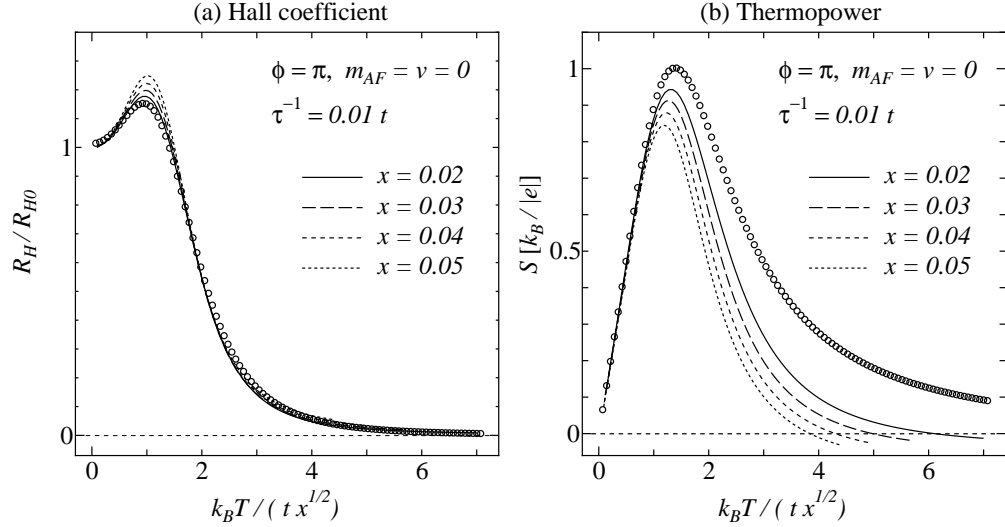 (a) Hall coefficient
ϕ = π, m_AF = v = 0
τ^{-1} = 0.01 t
x = 0.02
x = 0.03
x = 0.04
x = 0.05
R_H / R_{H0}
1
0
0 2 4 6
k_B T / ( t x^{1/2} )
(b) Thermopower
ϕ = π, m_AF = v = 0
τ^{-1} = 0.01 t
x = 0.02
x = 0.03
x = 0.04
x = 0.05
S [k_B / |e|]
1
0.5
0
0 2 4 6
k_B T / ( t x^{1/2} )